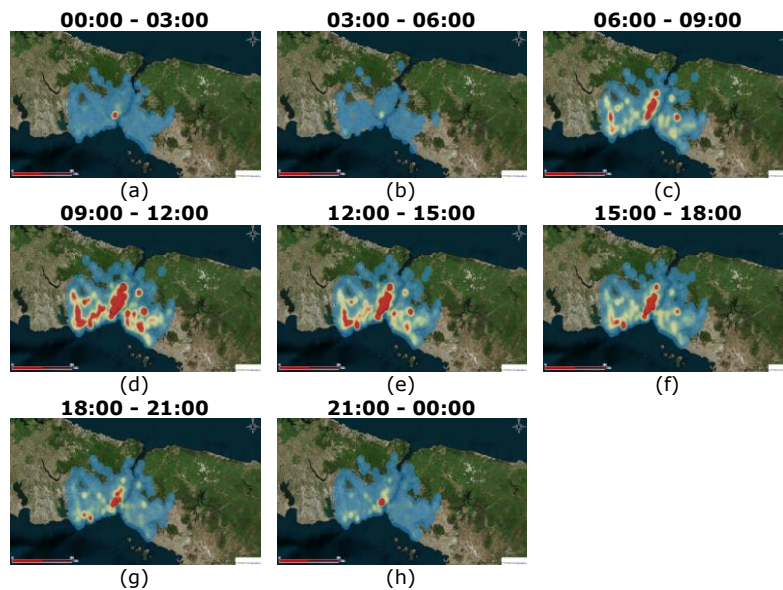 00:00 - 03:00
03:00 - 06:00
06:00 - 09:00
(a)
(b)
(c)
09:00 - 12:00
12:00 - 15:00
15:00 - 18:00
(d)
(e)
(f)
18:00 - 21:00
21:00 - 00:00
(g)
(h)